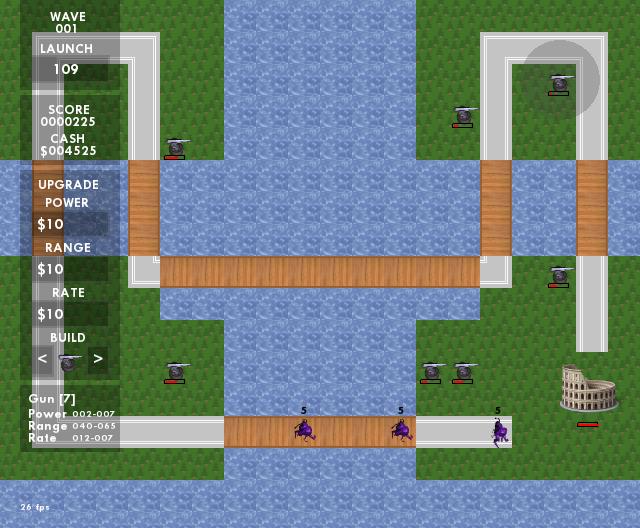 WAVE
001
LAUNCH
109
SCORE
0000225
CASH
$004525
UPGRADE
POWER
$10
RANGE
$10
RATE
$10
BUILD
< >
Gun [7]
Power 002-007
Range 040-065
Rate 012-007
5 5 5
26 fps